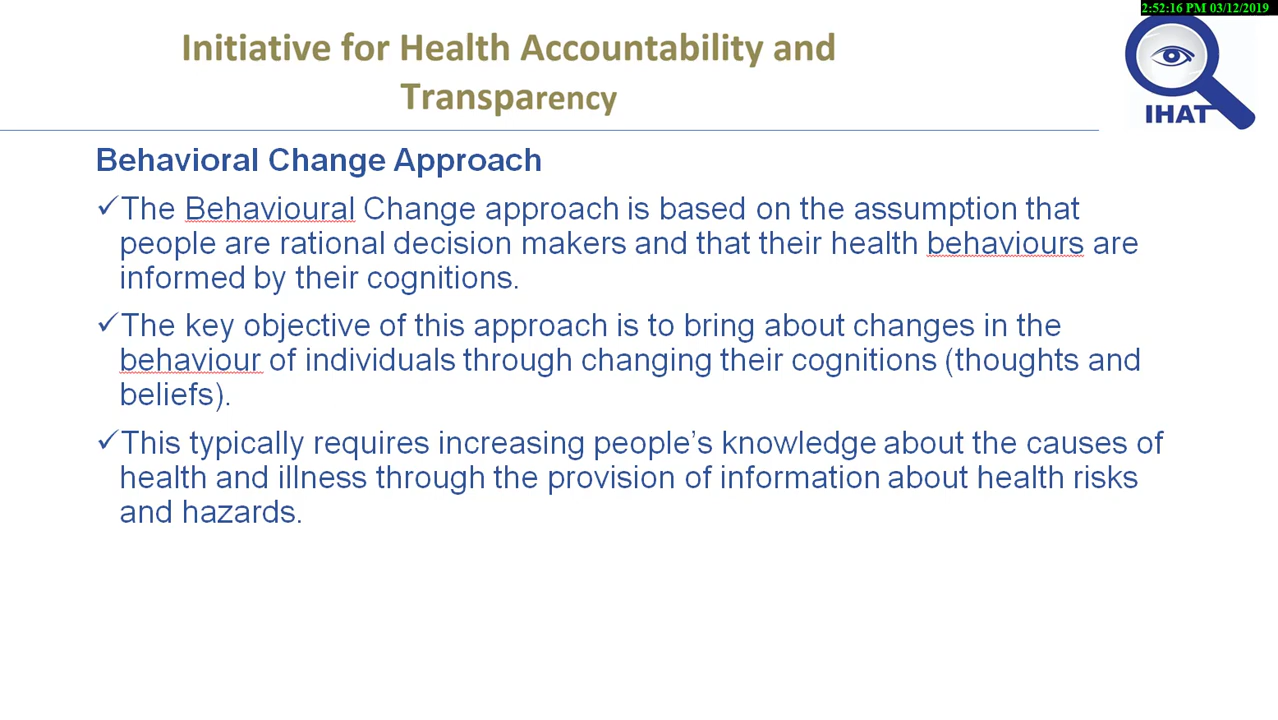 2:52:16 PM 03/12/2019
Initiative for Health Accountability and
Transparency
IHAT
Behavioral Change Approach
✓The Behavioural Change approach is based on the assumption that
people are rational decision makers and that their health behaviours are
informed by their cognitions.
✓The key objective of this approach is to bring about changes in the
behaviour of individuals through changing their cognitions (thoughts and
beliefs).
✓This typically requires increasing people’s knowledge about the causes of
health and illness through the provision of information about health risks
and hazards.